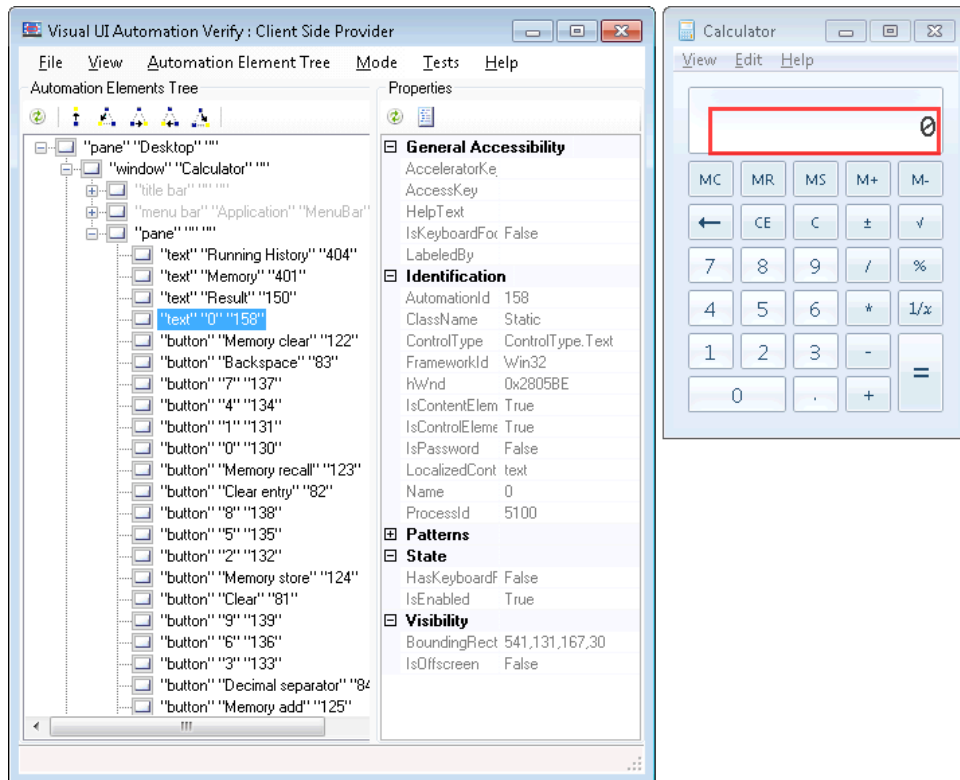 Visual UI Automation Verify : Client Side Provider
File View Automation Element Tree Mode Tests Help
Automation Elements Tree
"pane" "Desktop" ""
"window" "Calculator" ""
"title bar" "" ""
"menu bar" "Application" "MenuBar"
"pane" "" ""
"text" "Running History" "404"
"text" "Memory" "401"
"text" "Result" "150"
"text" "0" "158"
"button" "Memory clear" "122"
"button" "Backspace" "83"
"button" "7" "137"
"button" "4" "134"
"button" "1" "131"
"button" "0" "130"
"button" "Memory recall" "123"
"button" "Clear entry" "82"
"button" "8" "138"
"button" "5" "135"
"button" "2" "132"
"button" "Memory store" "124"
"button" "Clear" "81"
"button" "9" "139"
"button" "6" "136"
"button" "3" "133"
"button" "Decimal separator" "84
"button" "Memory add" "125"
Properties
General Accessibility
AcceleratorKe
AccessKey
HelpText
IsKeyboardFoc False
LabeledBy
Identification
AutomationId 158
ClassName Static
ControlType ControlType.Text
FrameworkId Win32
hWnd 0x2805BE
IsContentElem True
IsControlEleme True
IsPassword False
LocalizedCont text
Name 0
ProcessId 5100
Patterns
State
HasKeyboardF False
IsEnabled True
Visibility
BoundingRect 541,131,167,30
IsOffscreen False
Calculator
View Edit Help
0
MC MR MS M+ M-
← CE C ± √
7 8 9 / %
4 5 6 * 1/x
1 2 3 - =
0 . +